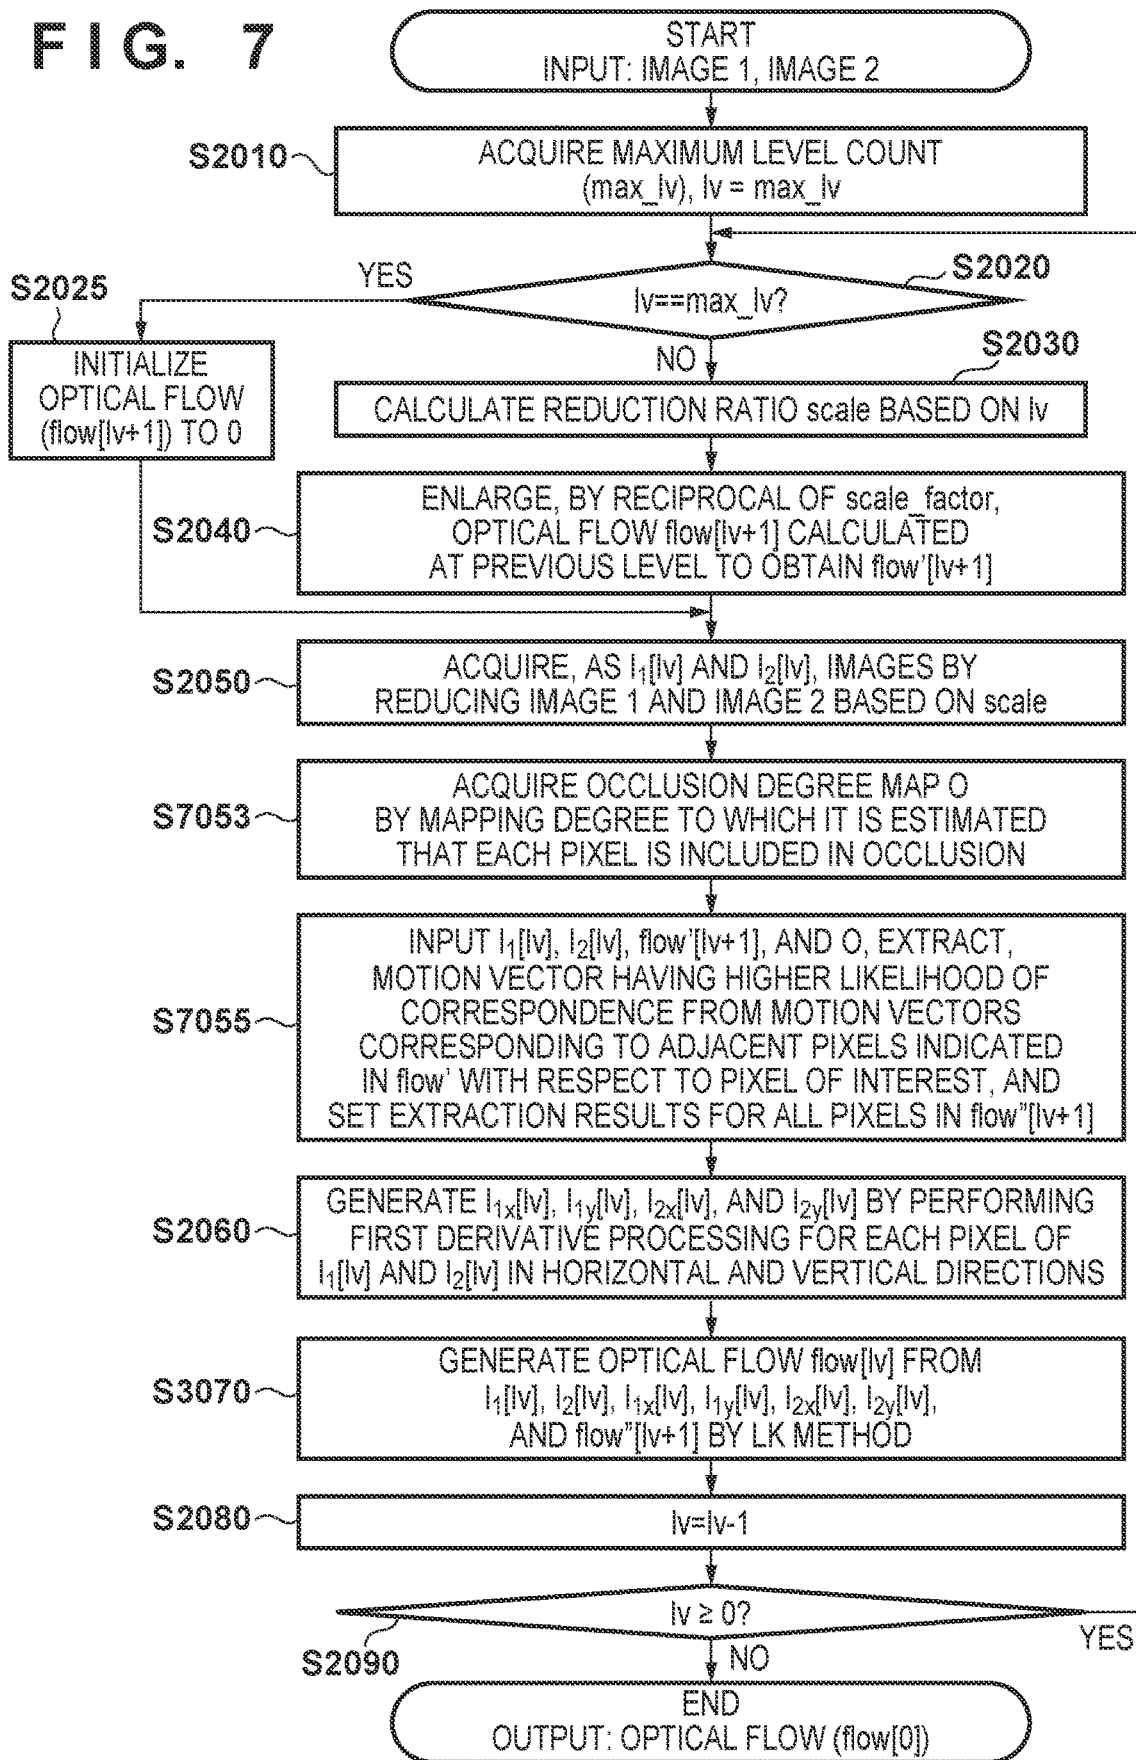 FIG. 7
START
INPUT: IMAGE 1, IMAGE 2
S2010
ACQUIRE MAXIMUM LEVEL COUNT
(max_lv), lv = max_lv
S2020
lv==max_lv?
YES
NO
S2025
INITIALIZE
OPTICAL FLOW
(flow[lv+1]) TO 0
S2030
CALCULATE REDUCTION RATIO scale BASED ON lv
S2040
ENLARGE, BY RECIPROCAL OF scale_factor,
OPTICAL FLOW flow[lv+1] CALCULATED
AT PREVIOUS LEVEL TO OBTAIN flow'[lv+1]
S2050
ACQUIRE, AS I1[lv] AND I2[lv], IMAGES BY
REDUCING IMAGE 1 AND IMAGE 2 BASED ON scale
S7053
ACQUIRE OCCLUSION DEGREE MAP O
BY MAPPING DEGREE TO WHICH IT IS ESTIMATED
THAT EACH PIXEL IS INCLUDED IN OCCLUSION
S7055
INPUT I1[lv], I2[lv], flow'[lv+1], AND O, EXTRACT,
MOTION VECTOR HAVING HIGHER LIKELIHOOD OF
CORRESPONDENCE FROM MOTION VECTORS
CORRESPONDING TO ADJACENT PIXELS INDICATED
IN flow' WITH RESPECT TO PIXEL OF INTEREST, AND
SET EXTRACTION RESULTS FOR ALL PIXELS IN flow"[lv+1]
S2060
GENERATE I1x[lv], I1y[lv], I2x[lv], AND I2y[lv] BY PERFORMING
FIRST DERIVATIVE PROCESSING FOR EACH PIXEL OF
I1[lv] AND I2[lv] IN HORIZONTAL AND VERTICAL DIRECTIONS
S3070
GENERATE OPTICAL FLOW flow[lv] FROM
I1[lv], I2[lv], I1x[lv], I1y[lv], I2x[lv], I2y[lv],
AND flow"[lv+1] BY LK METHOD
S2080
lv=lv-1
lv ≥ 0?
S2090
YES
NO
END
OUTPUT: OPTICAL FLOW (flow[0])